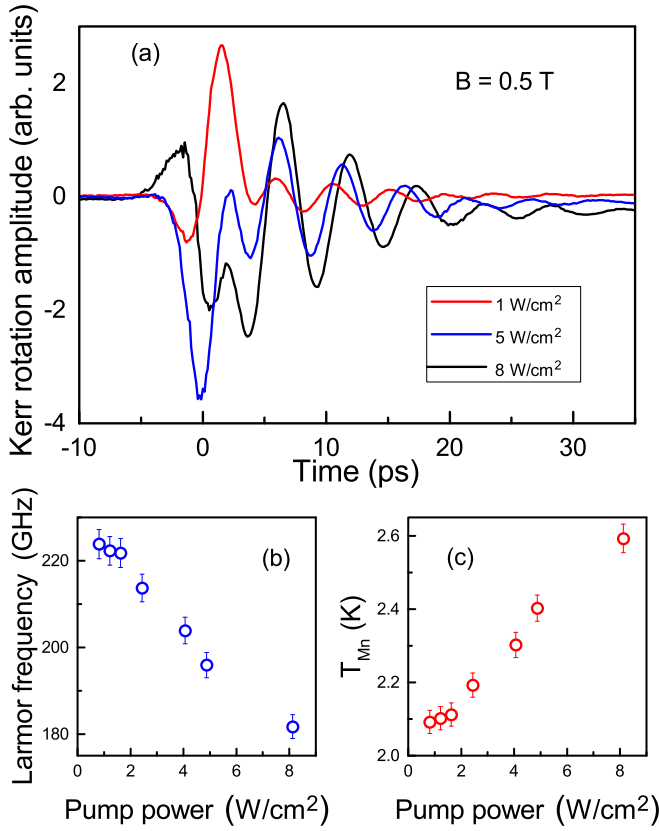 (a)
B = 0.5 T
Kerr rotation amplitude (arb. units)
2
0
-2
-4
1 W/cm²
5 W/cm²
8 W/cm²
-10 0 10 20 30
Time (ps)
(b)
Larmor frequency (GHz)
220
200
180
0 2 4 6 8
Pump power (W/cm²)
(c)
T_Mn (K)
2.6
2.4
2.2
2.0
0 2 4 6 8
Pump power (W/cm²)